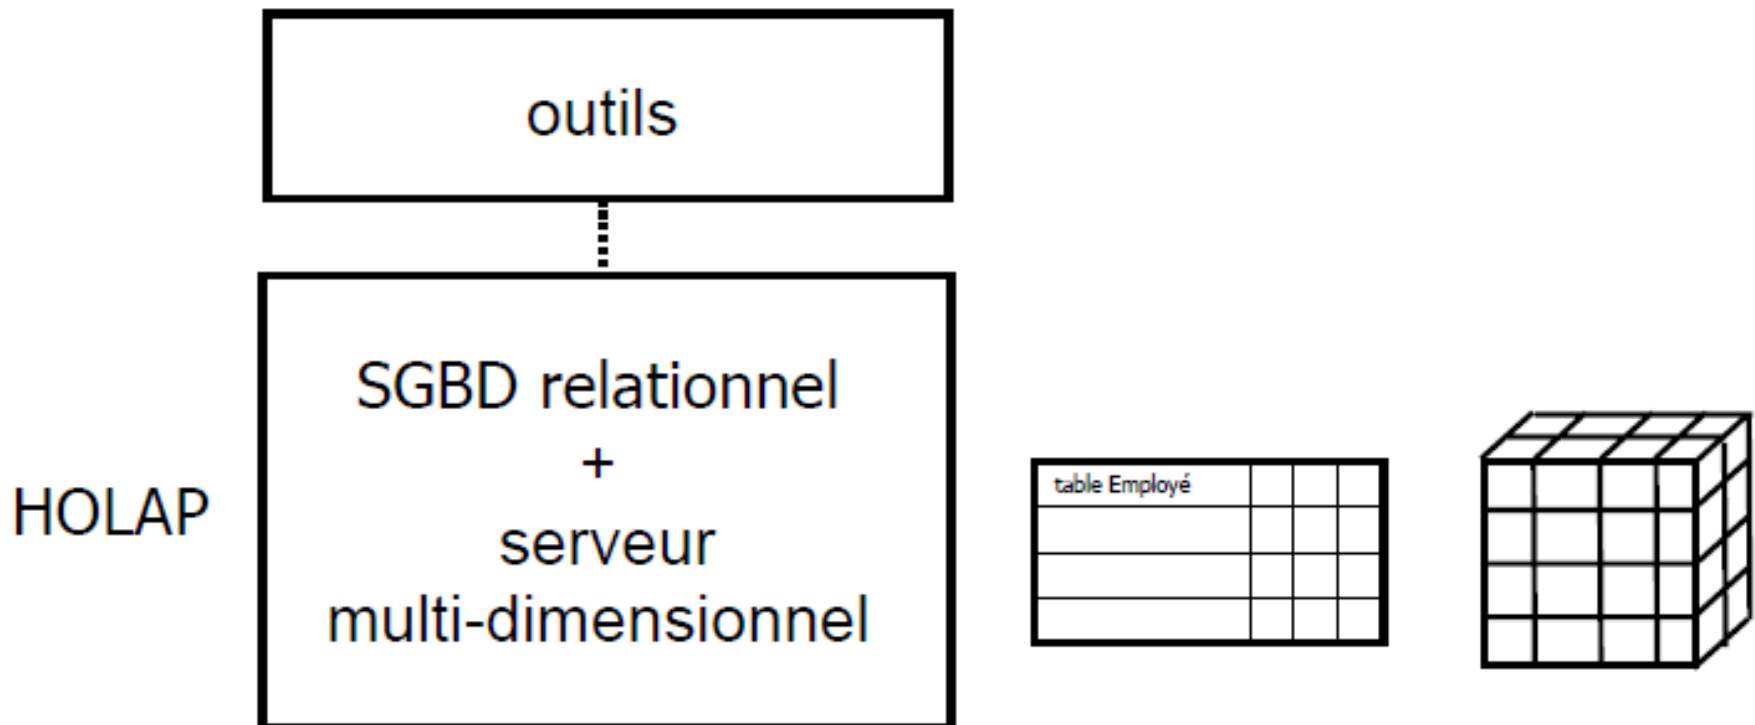 outils
HOLAP
SGBD relationnel
+
serveur
multi-dimensionnel
table Employé